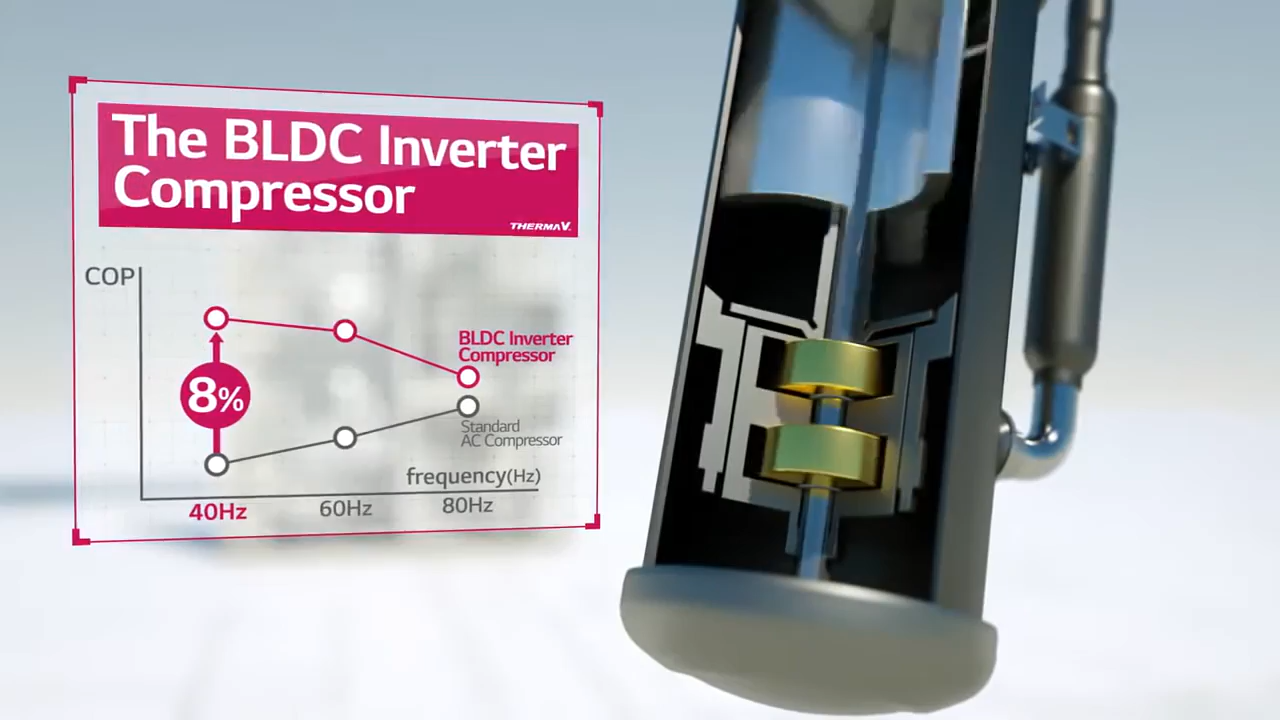 The BLDC Inverter
Compressor
THERMA V.
COP
BLDC Inverter
Compressor
8%
Standard
AC Compressor
frequency(Hz)
40Hz
60Hz
80Hz